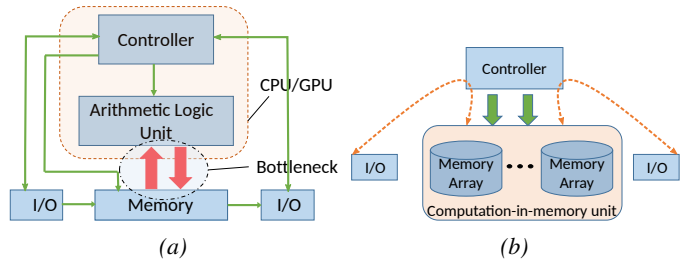 Controller
CPU/GPU
Arithmetic Logic
Unit
Bottleneck
I/O
Memory
I/O
(a)
Controller
I/O
Memory
Array
Memory
Array
I/O
Computation-in-memory unit
(b)